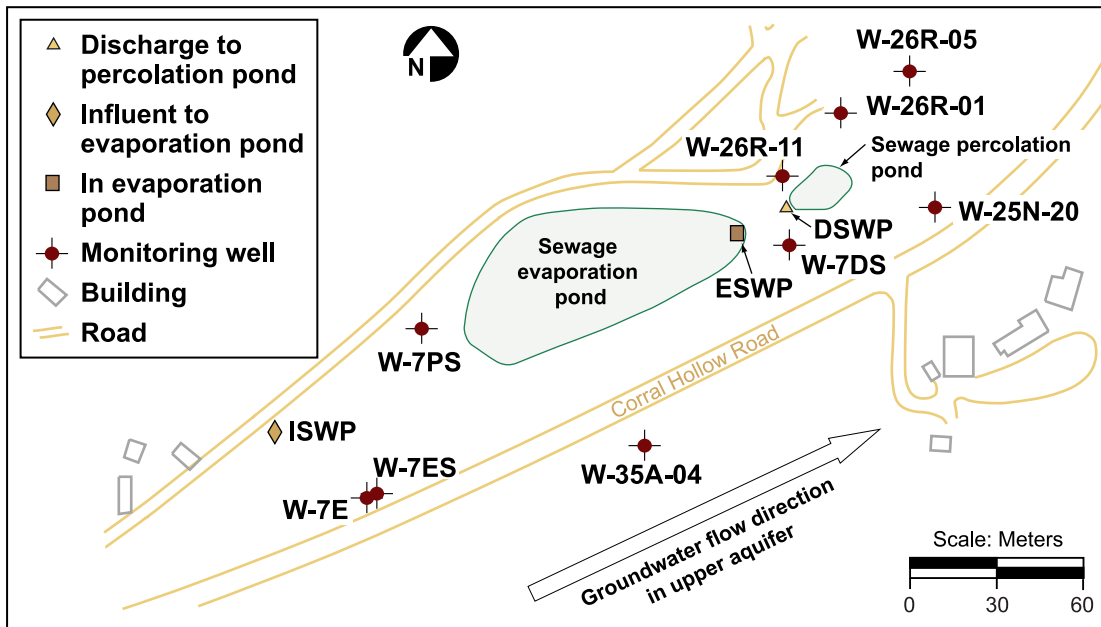 Discharge to
percolation pond
Influent to
evaporation pond
In evaporation
pond
Monitoring well
Building
Road
N
W-26R-05
W-26R-01
W-26R-11
Sewage percolation
pond
W-25N-20
DSWP
W-7DS
ESWP
Sewage
evaporation
pond
W-7PS
Corral Hollow Road
ISWP
W-7ES
W-7E
W-35A-04
Groundwater flow direction
in upper aquifer
Scale: Meters
0 30 60